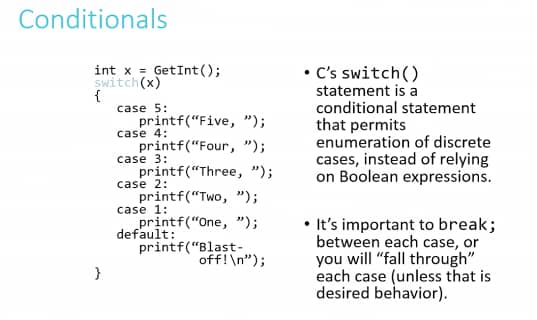 Conditionals
int x = GetInt();
switch(x)
{
case 5:
printf(“Five, ”);
case 4:
printf(“Four, ”);
case 3:
printf(“Three, ”);
case 2:
printf(“Two, ”);
case 1:
printf(“One, ”);
default:
printf(“Blast-
off!\n”);
}
• C’s switch()
statement is a
conditional statement
that permits
enumeration of discrete
cases, instead of relying
on Boolean expressions.
• It’s important to break;
between each case, or
you will “fall through”
each case (unless that is
desired behavior).